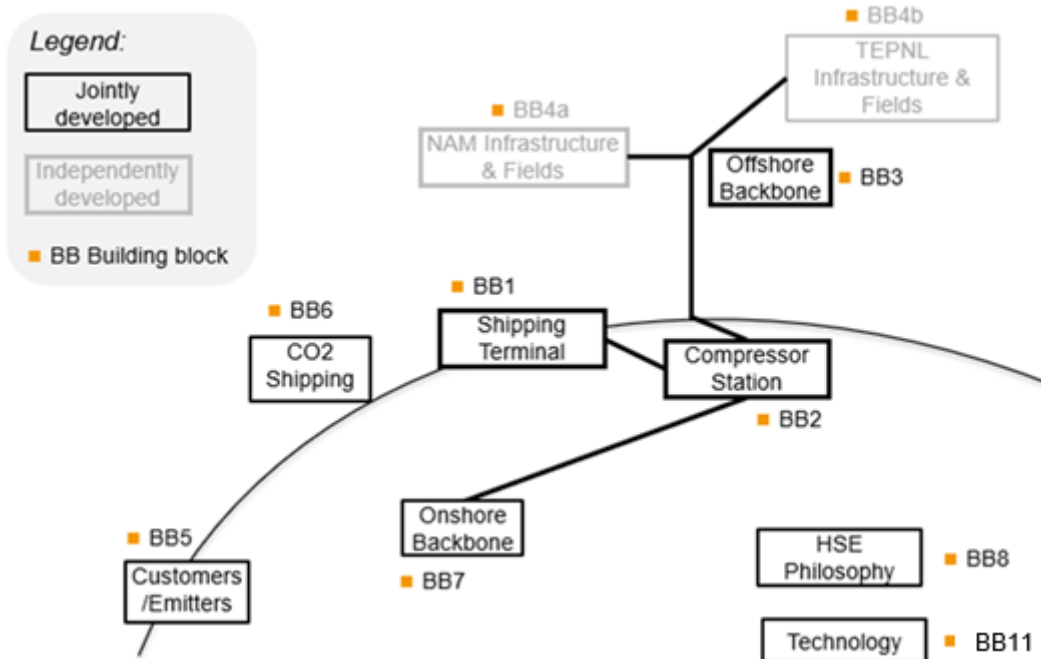 Legend:
Jointly
developed
Independently
developed
BB Building block
BB4b
TEPNL
Infrastructure &
Fields
BB4a
NAM Infrastructure
& Fields
Offshore
Backbone
BB3
BB1
Shipping
Terminal
BB6
CO2
Shipping
Compressor
Station
BB2
Onshore
Backbone
BB7
BB5
Customers
/Emitters
HSE
Philosophy
BB8
Technology
BB11